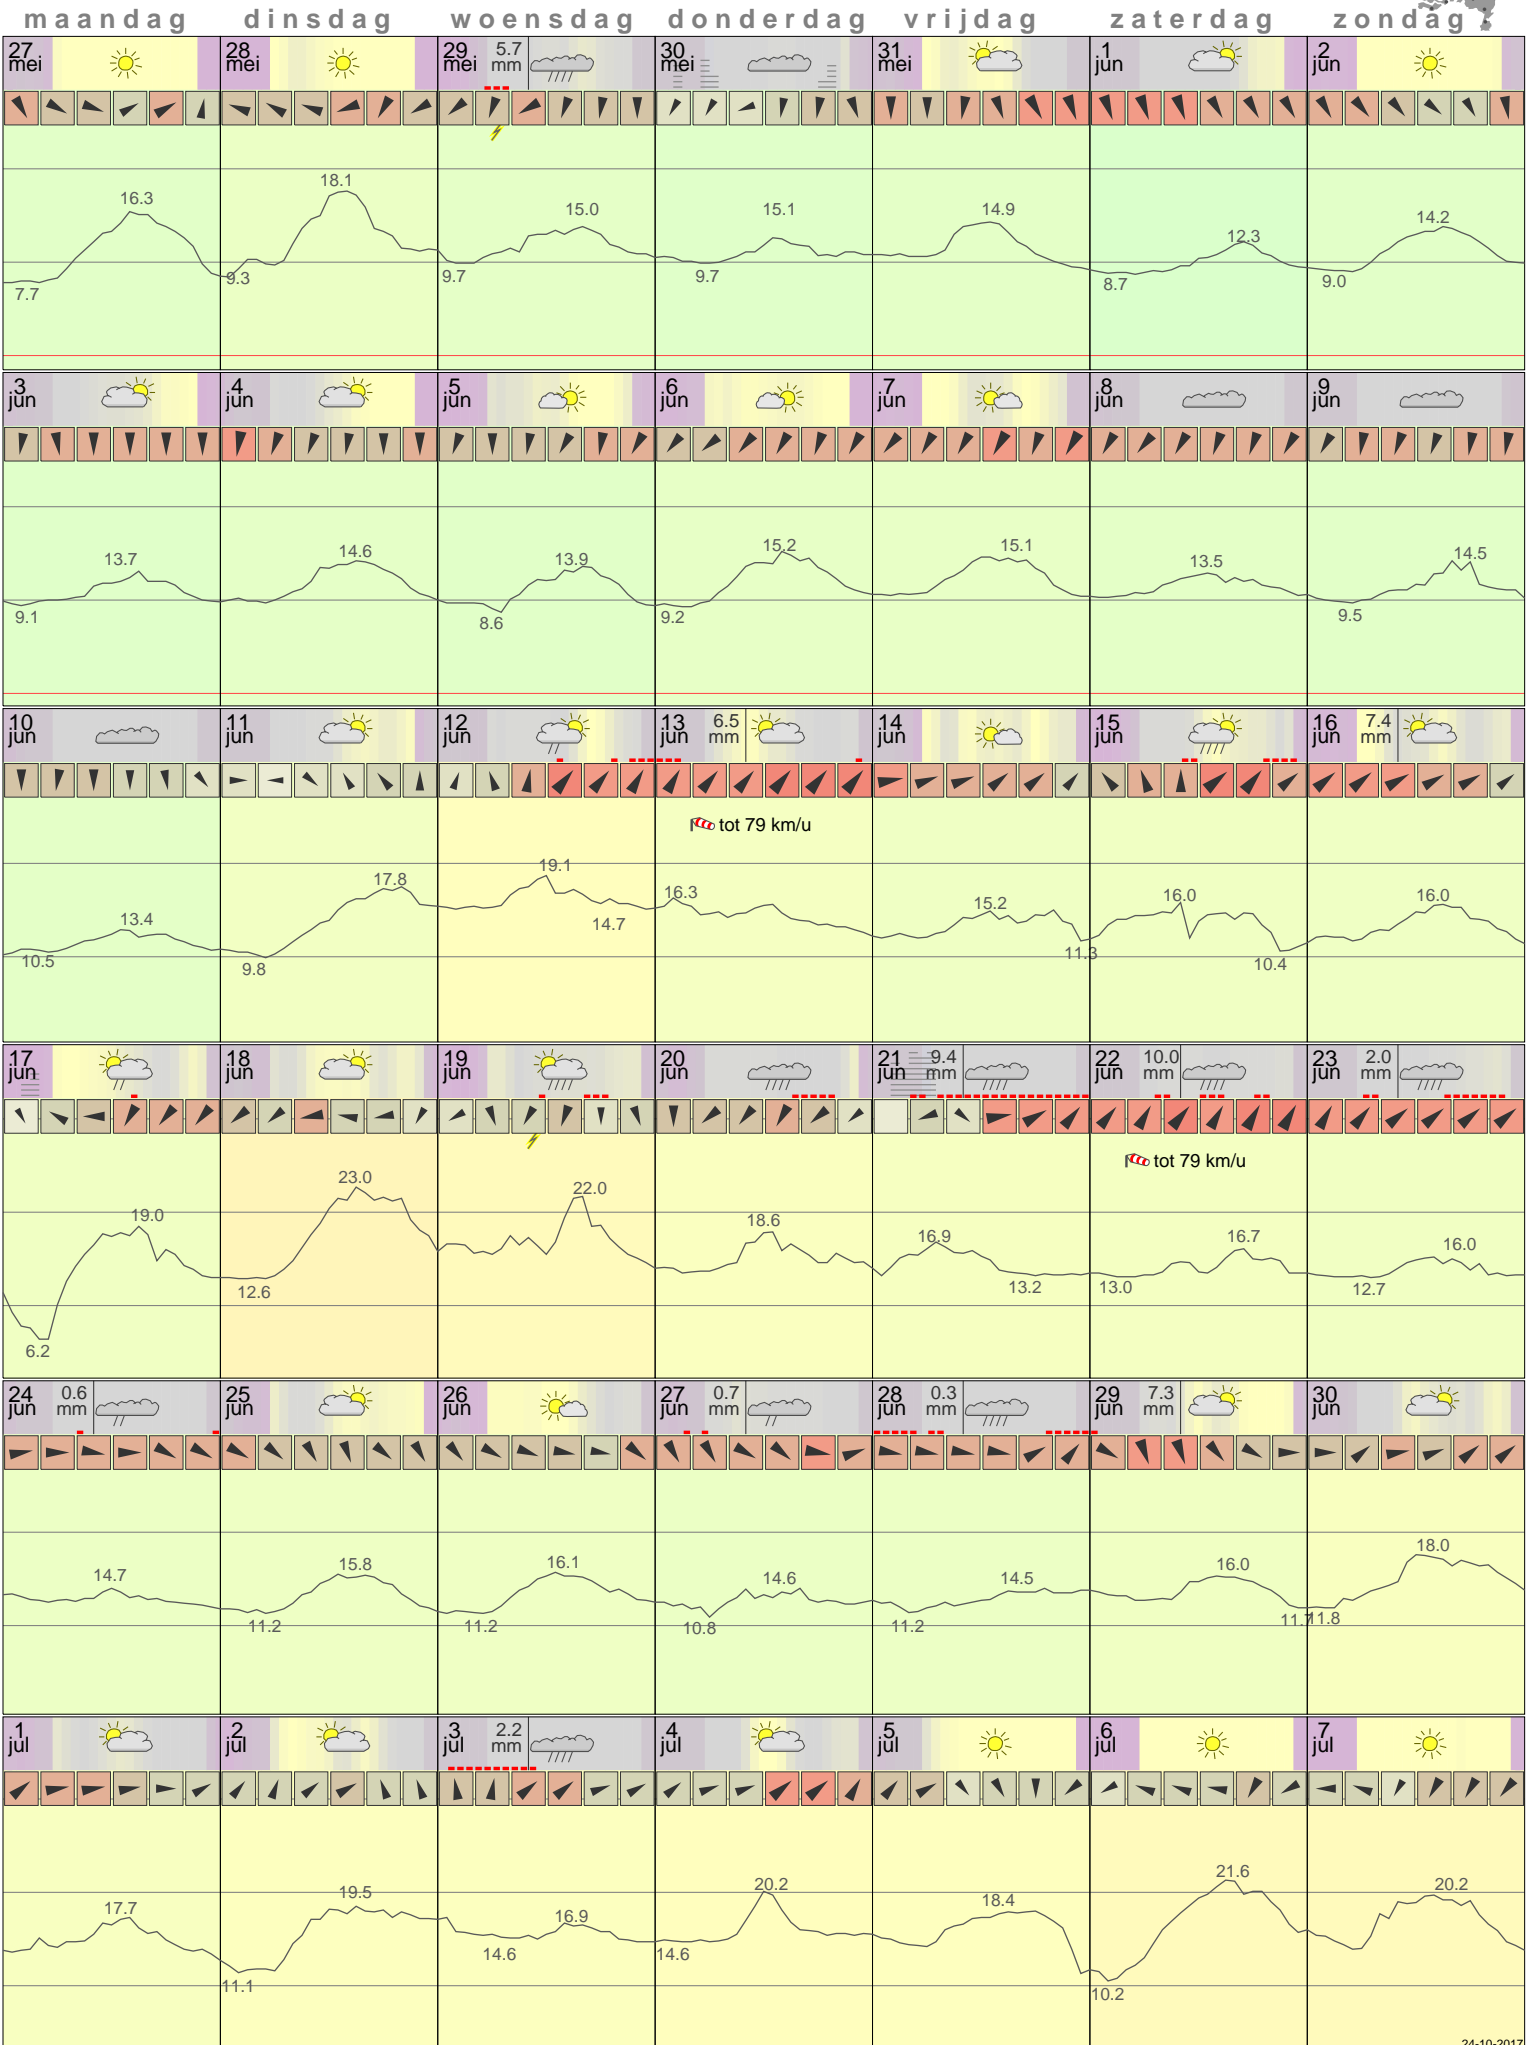 maandag dinsdag woensdag donderdag vrijdag zaterdag zondag
27 mei 28 mei 29 mei 5.7 mm 30 mei 31 mei 1 jun 2 jun
16.3 18.1 15.0 15.1 14.9 12.3 14.2
7.7 9.3 9.7 9.7 8.7 9.0
3 jun 4 jun 5 jun 6 jun 7 jun 8 jun 9 jun
13.7 14.6 13.9 15.2 15.1 13.5 14.5
9.1 8.6 9.2 9.5
10 jun 11 jun 12 jun 13 jun 6.5 mm 14 jun 15 jun 16 jun 7.4 mm
tot 79 km/u
13.4 17.8 19.1 16.3 15.2 16.0 16.0
10.5 9.8 14.7 11.3 10.4
17 jun 18 jun 19 jun 20 jun 21 jun 9.4 mm 22 jun 10.0 mm 23 jun 2.0 mm
tot 79 km/u
19.0 23.0 22.0 18.6 16.9 16.7 16.0
6.2 12.6 13.2 13.0 12.7
24 jun 0.6 mm 25 jun 26 jun 27 jun 0.7 mm 28 jun 0.3 mm 29 jun 7.3 mm 30 jun
14.7 15.8 16.1 14.6 14.5 16.0 18.0
11.2 11.2 10.8 11.2 11.8
1 jul 2 jul 3 jul 2.2 mm 4 jul 5 jul 6 jul 7 jul
17.7 19.5 16.9 20.2 18.4 21.6 20.2
11.1 14.6 14.6 10.2
24-10-2017